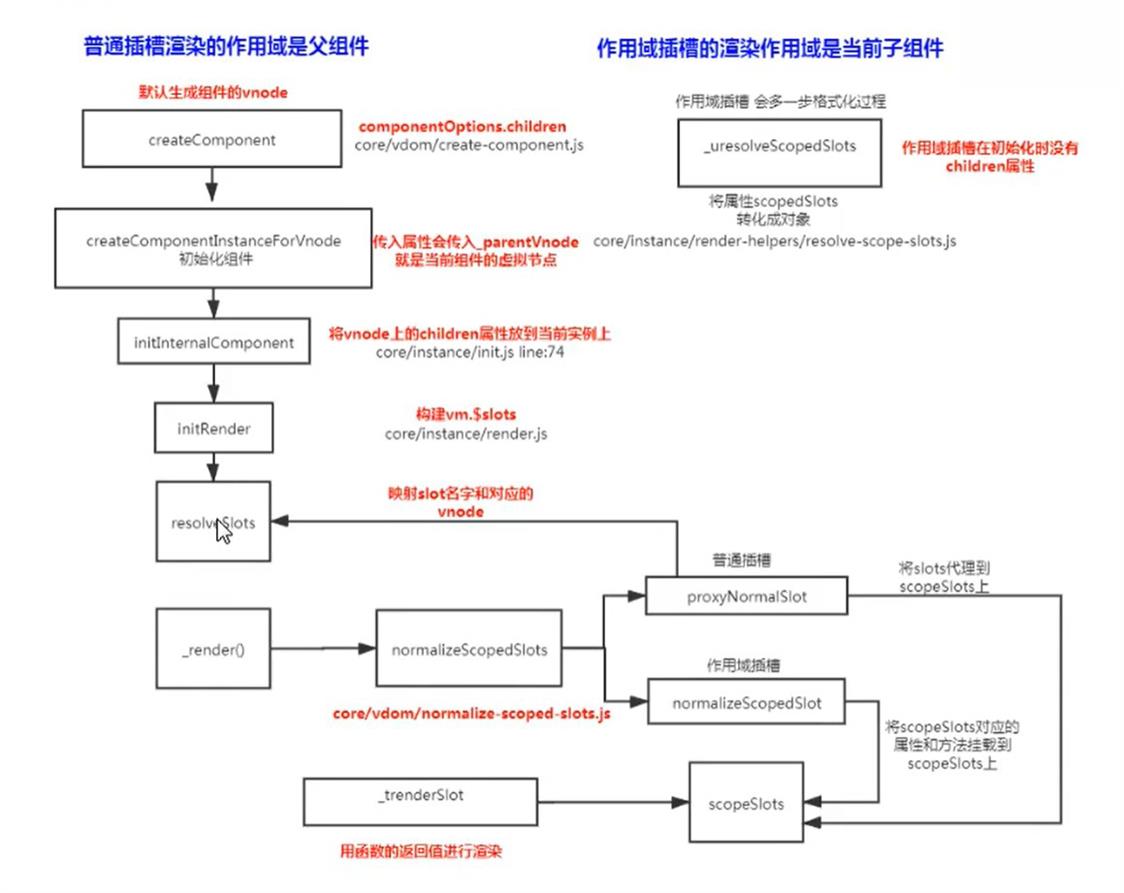 普通插槽渲染的作用域是父组件
作用域插槽的渲染作用域是当前子组件
默认生成组件的vnode
createComponent
componentOptions.children
core/vdom/create-component.js
作用域插槽 会多一步格式化过程
_uresolveScopedSlots
作用域插槽在初始化时没有
children属性
将属性scopedSlots
转化成对象
core/instance/render-helpers/resolve-scope-slots.js
createComponentInstanceForVnode
初始化组件
传入属性会传入_parentVnode
就是当前组件的虚拟节点
initInternalComponent
将vnode上的children属性放到当前实例上
core/instance/init.js line:74
initRender
构建vm.$slots
core/instance/render.js
resolveSlots
映射slot名字和对应的
vnode
普通插槽
proxyNormalSlot
将slots代理到
scopeSlots上
_render()
normalizeScopedSlots
core/vdom/normalize-scoped-slots.js
作用域插槽
normalizeScopedSlot
将scopeSlots对应的
属性和方法挂载到
scopeSlots上
_trenderSlot
用函数的返回值进行渲染
scopeSlots